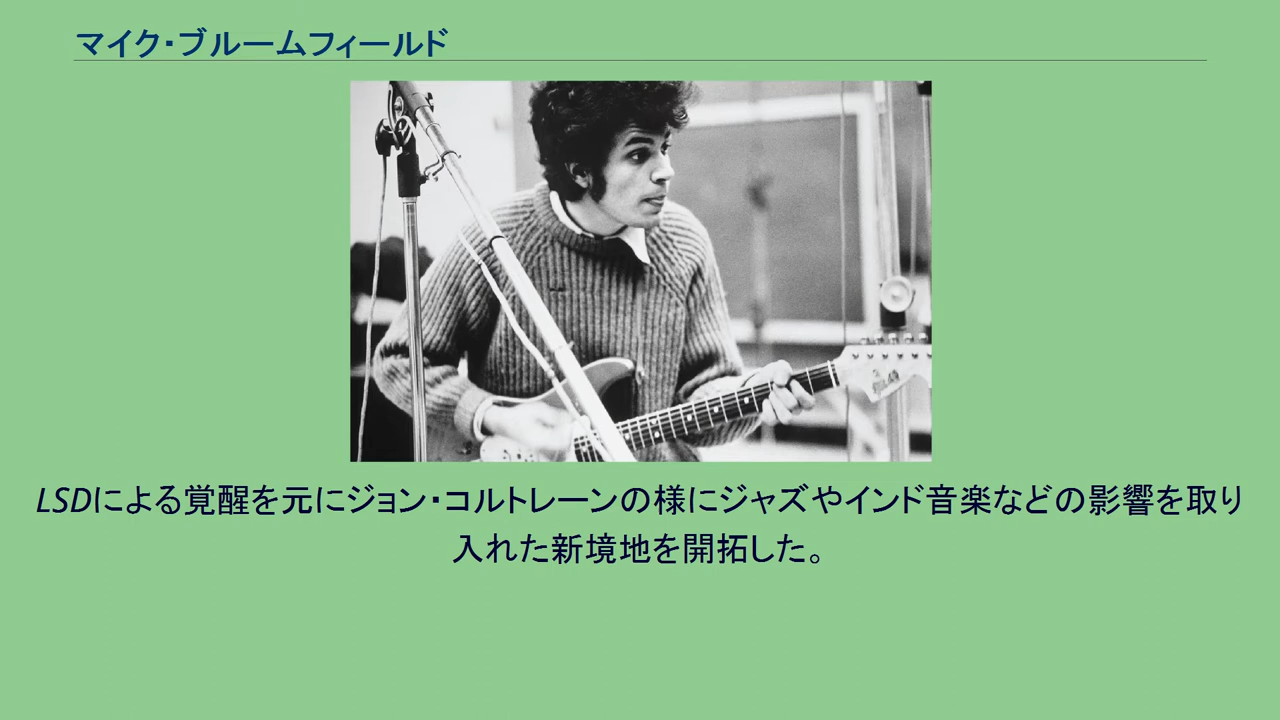 マイク・ブルームフィールド
LSDによる覚醒を元にジョン・コルトレーンの様にジャズやインド音楽などの影響を取り
入れた新境地を開拓した。